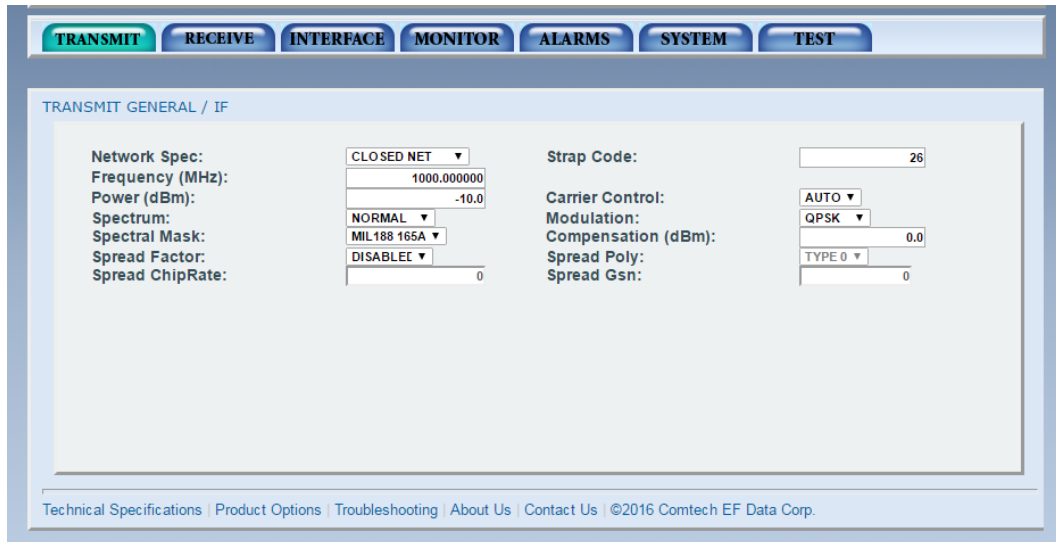 TRANSMIT RECEIVE INTERFACE MONITOR ALARMS SYSTEM TEST
TRANSMIT GENERAL / IF
Network Spec: CLOSED NET Strap Code: 26
Frequency (MHz): 1000.000000
Power (dBm): -10.0 Carrier Control: AUTO
Spectrum: NORMAL Modulation: QPSK
Spectral Mask: MIL188 165A Compensation (dBm): 0.0
Spread Factor: DISABLED Spread Poly: TYPE 0
Spread ChipRate: 0 Spread Gsn: 0
Technical Specifications | Product Options | Troubleshooting | About Us | Contact Us | ©2016 Comtech EF Data Corp.